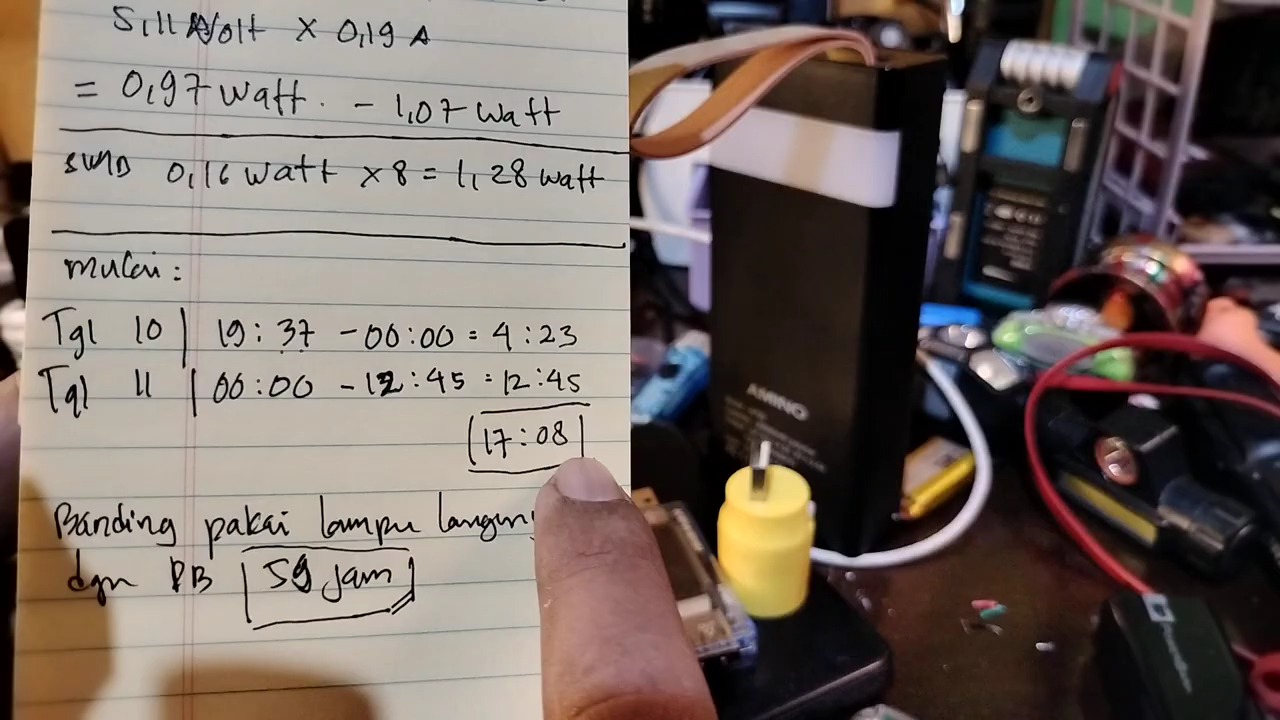 5,11 Volt X 0,19 A
= 0,97 watt. - 1,07 watt
SMD 0,16 watt x 8 = 1,28 watt
mulai :
Tgl 10 | 19 : 37 - 00:00 = 4:23
Tgl 11 | 00:00 - 12:45 = 12:45
17:08
Banding pakai lampu
dgn PB 59 jam
AMINO